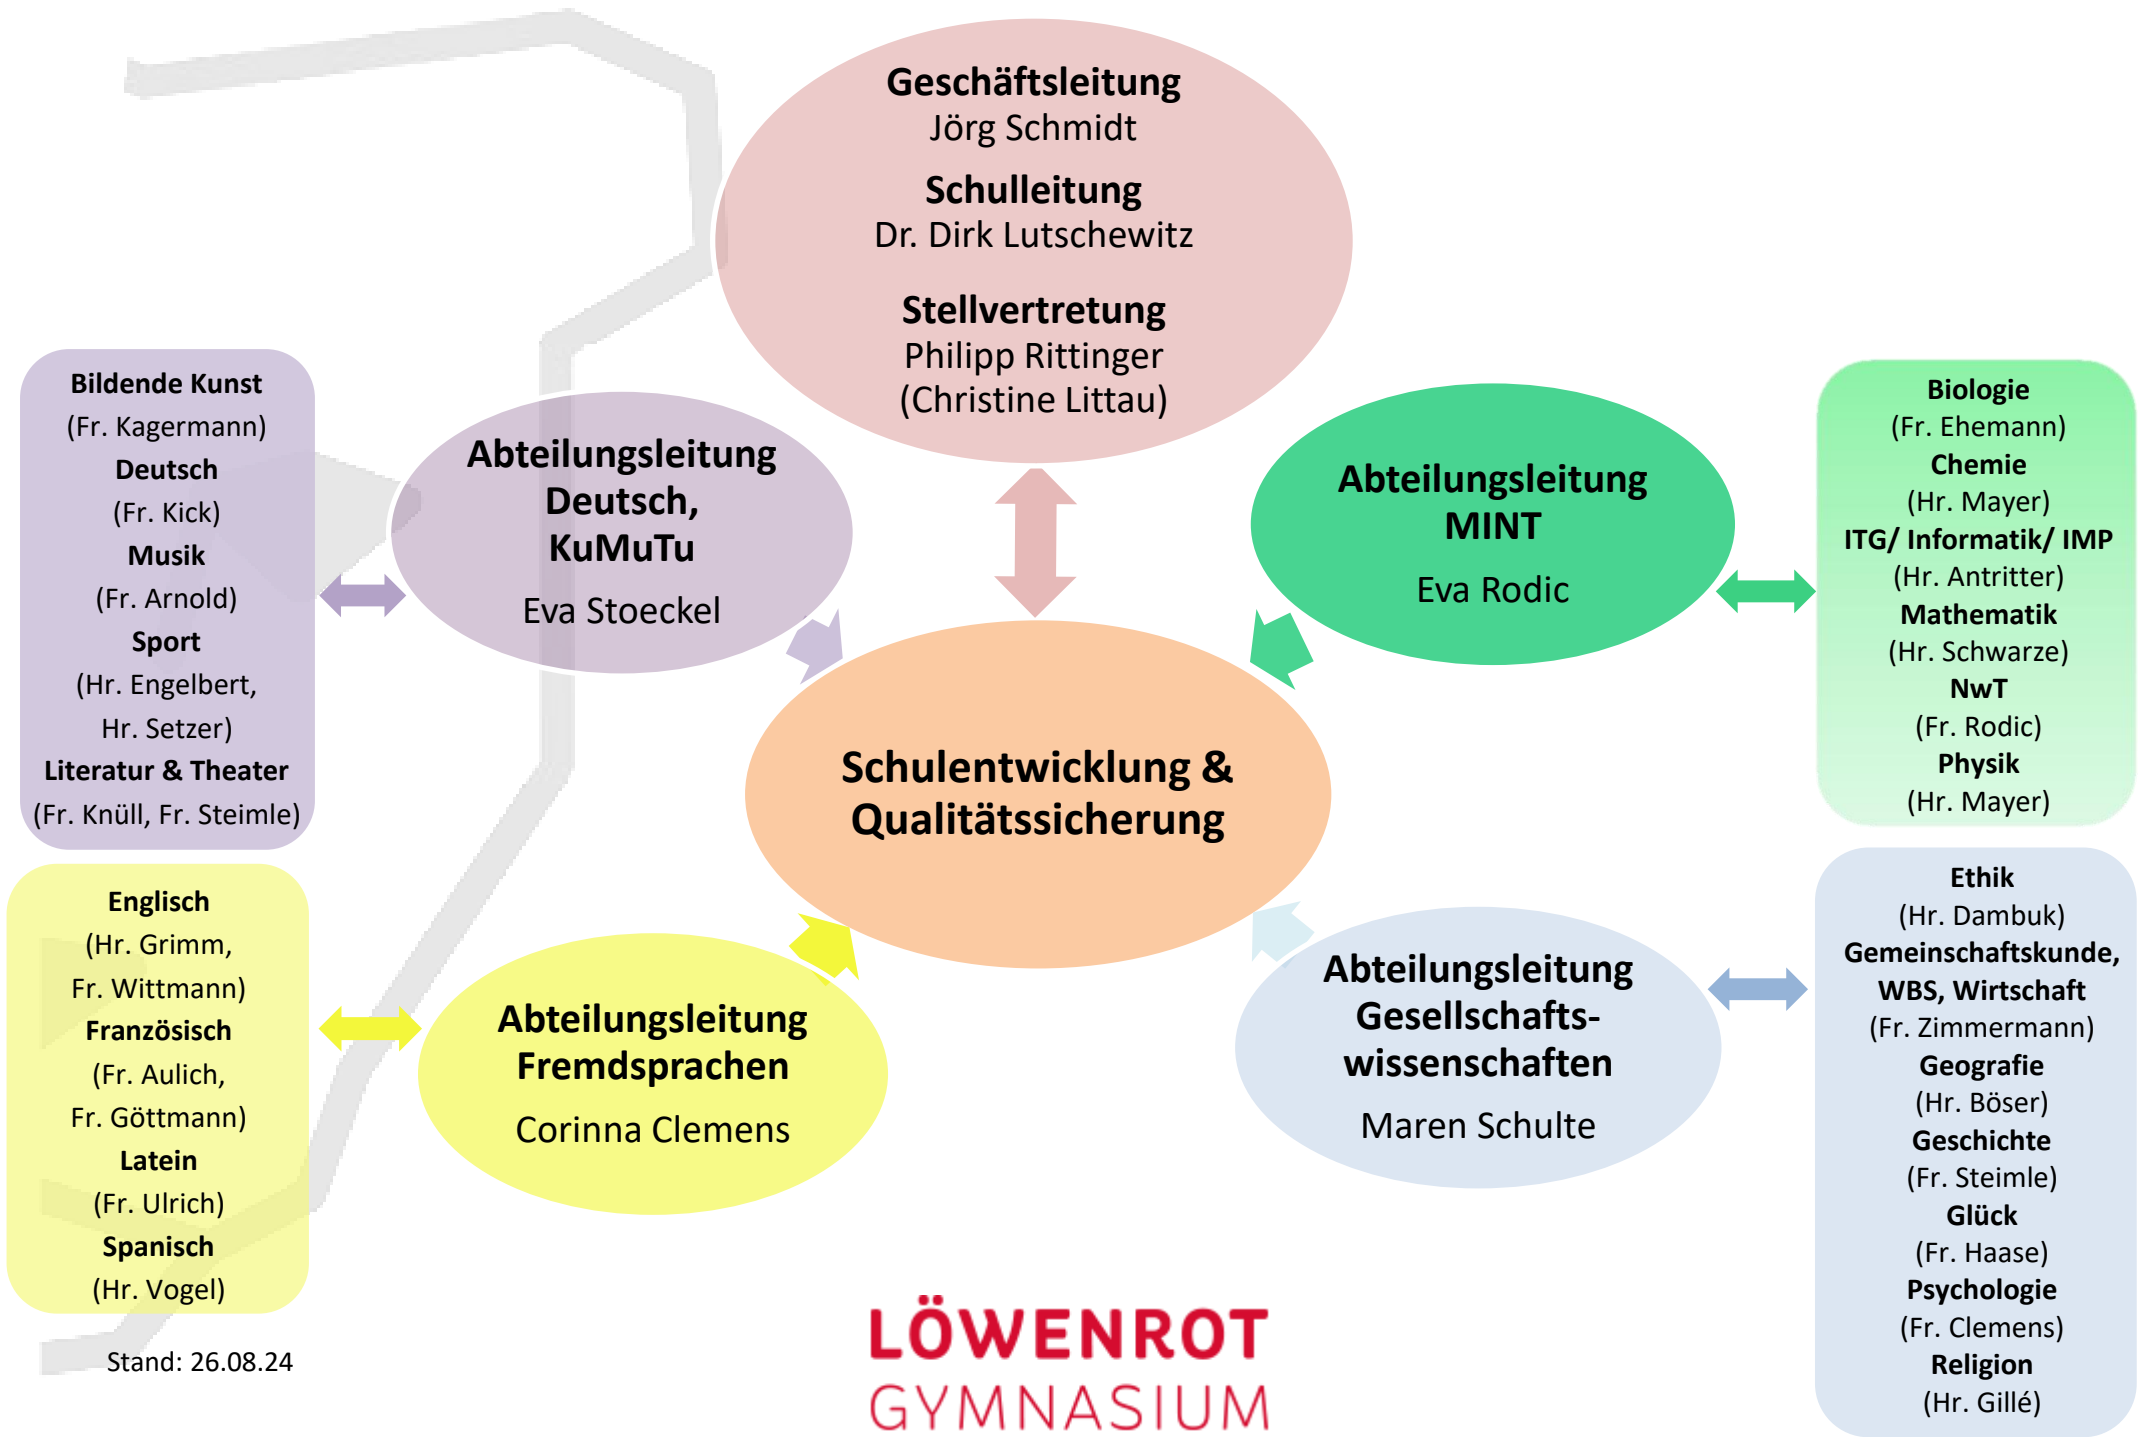 Geschäftsleitung
Jörg Schmidt
Schulleitung
Dr. Dirk Lutschewitz
Stellvertretung
Philipp Rittinger
(Christine Littau)
Bildende Kunst
(Fr. Kagermann)
Deutsch
(Fr. Kick)
Musik
(Fr. Arnold)
Sport
(Hr. Engelbert,
Hr. Setzer)
Literatur & Theater
(Fr. Knüll, Fr. Steimle)
Abteilungsleitung
Deutsch,
KuMuTu
Eva Stoeckel
Abteilungsleitung
MINT
Eva Rodic
Biologie
(Fr. Ehemann)
Chemie
(Hr. Mayer)
ITG/ Informatik/ IMP
(Hr. Antritter)
Mathematik
(Hr. Schwarze)
NwT
(Fr. Rodic)
Physik
(Hr. Mayer)
Schulentwicklung &
Qualitätssicherung
Englisch
(Hr. Grimm,
Fr. Wittmann)
Französisch
(Fr. Aulich,
Fr. Göttmann)
Latein
(Fr. Ulrich)
Spanisch
(Hr. Vogel)
Abteilungsleitung
Fremdsprachen
Corinna Clemens
Abteilungsleitung
Gesellschafts-
wissenschaften
Maren Schulte
Ethik
(Hr. Dambuk)
Gemeinschaftskunde,
WBS, Wirtschaft
(Fr. Zimmermann)
Geografie
(Hr. Böser)
Geschichte
(Fr. Steimle)
Glück
(Fr. Haase)
Psychologie
(Fr. Clemens)
Religion
(Hr. Gillé)
Stand: 26.08.24
LÖWENROT
GYMNASIUM